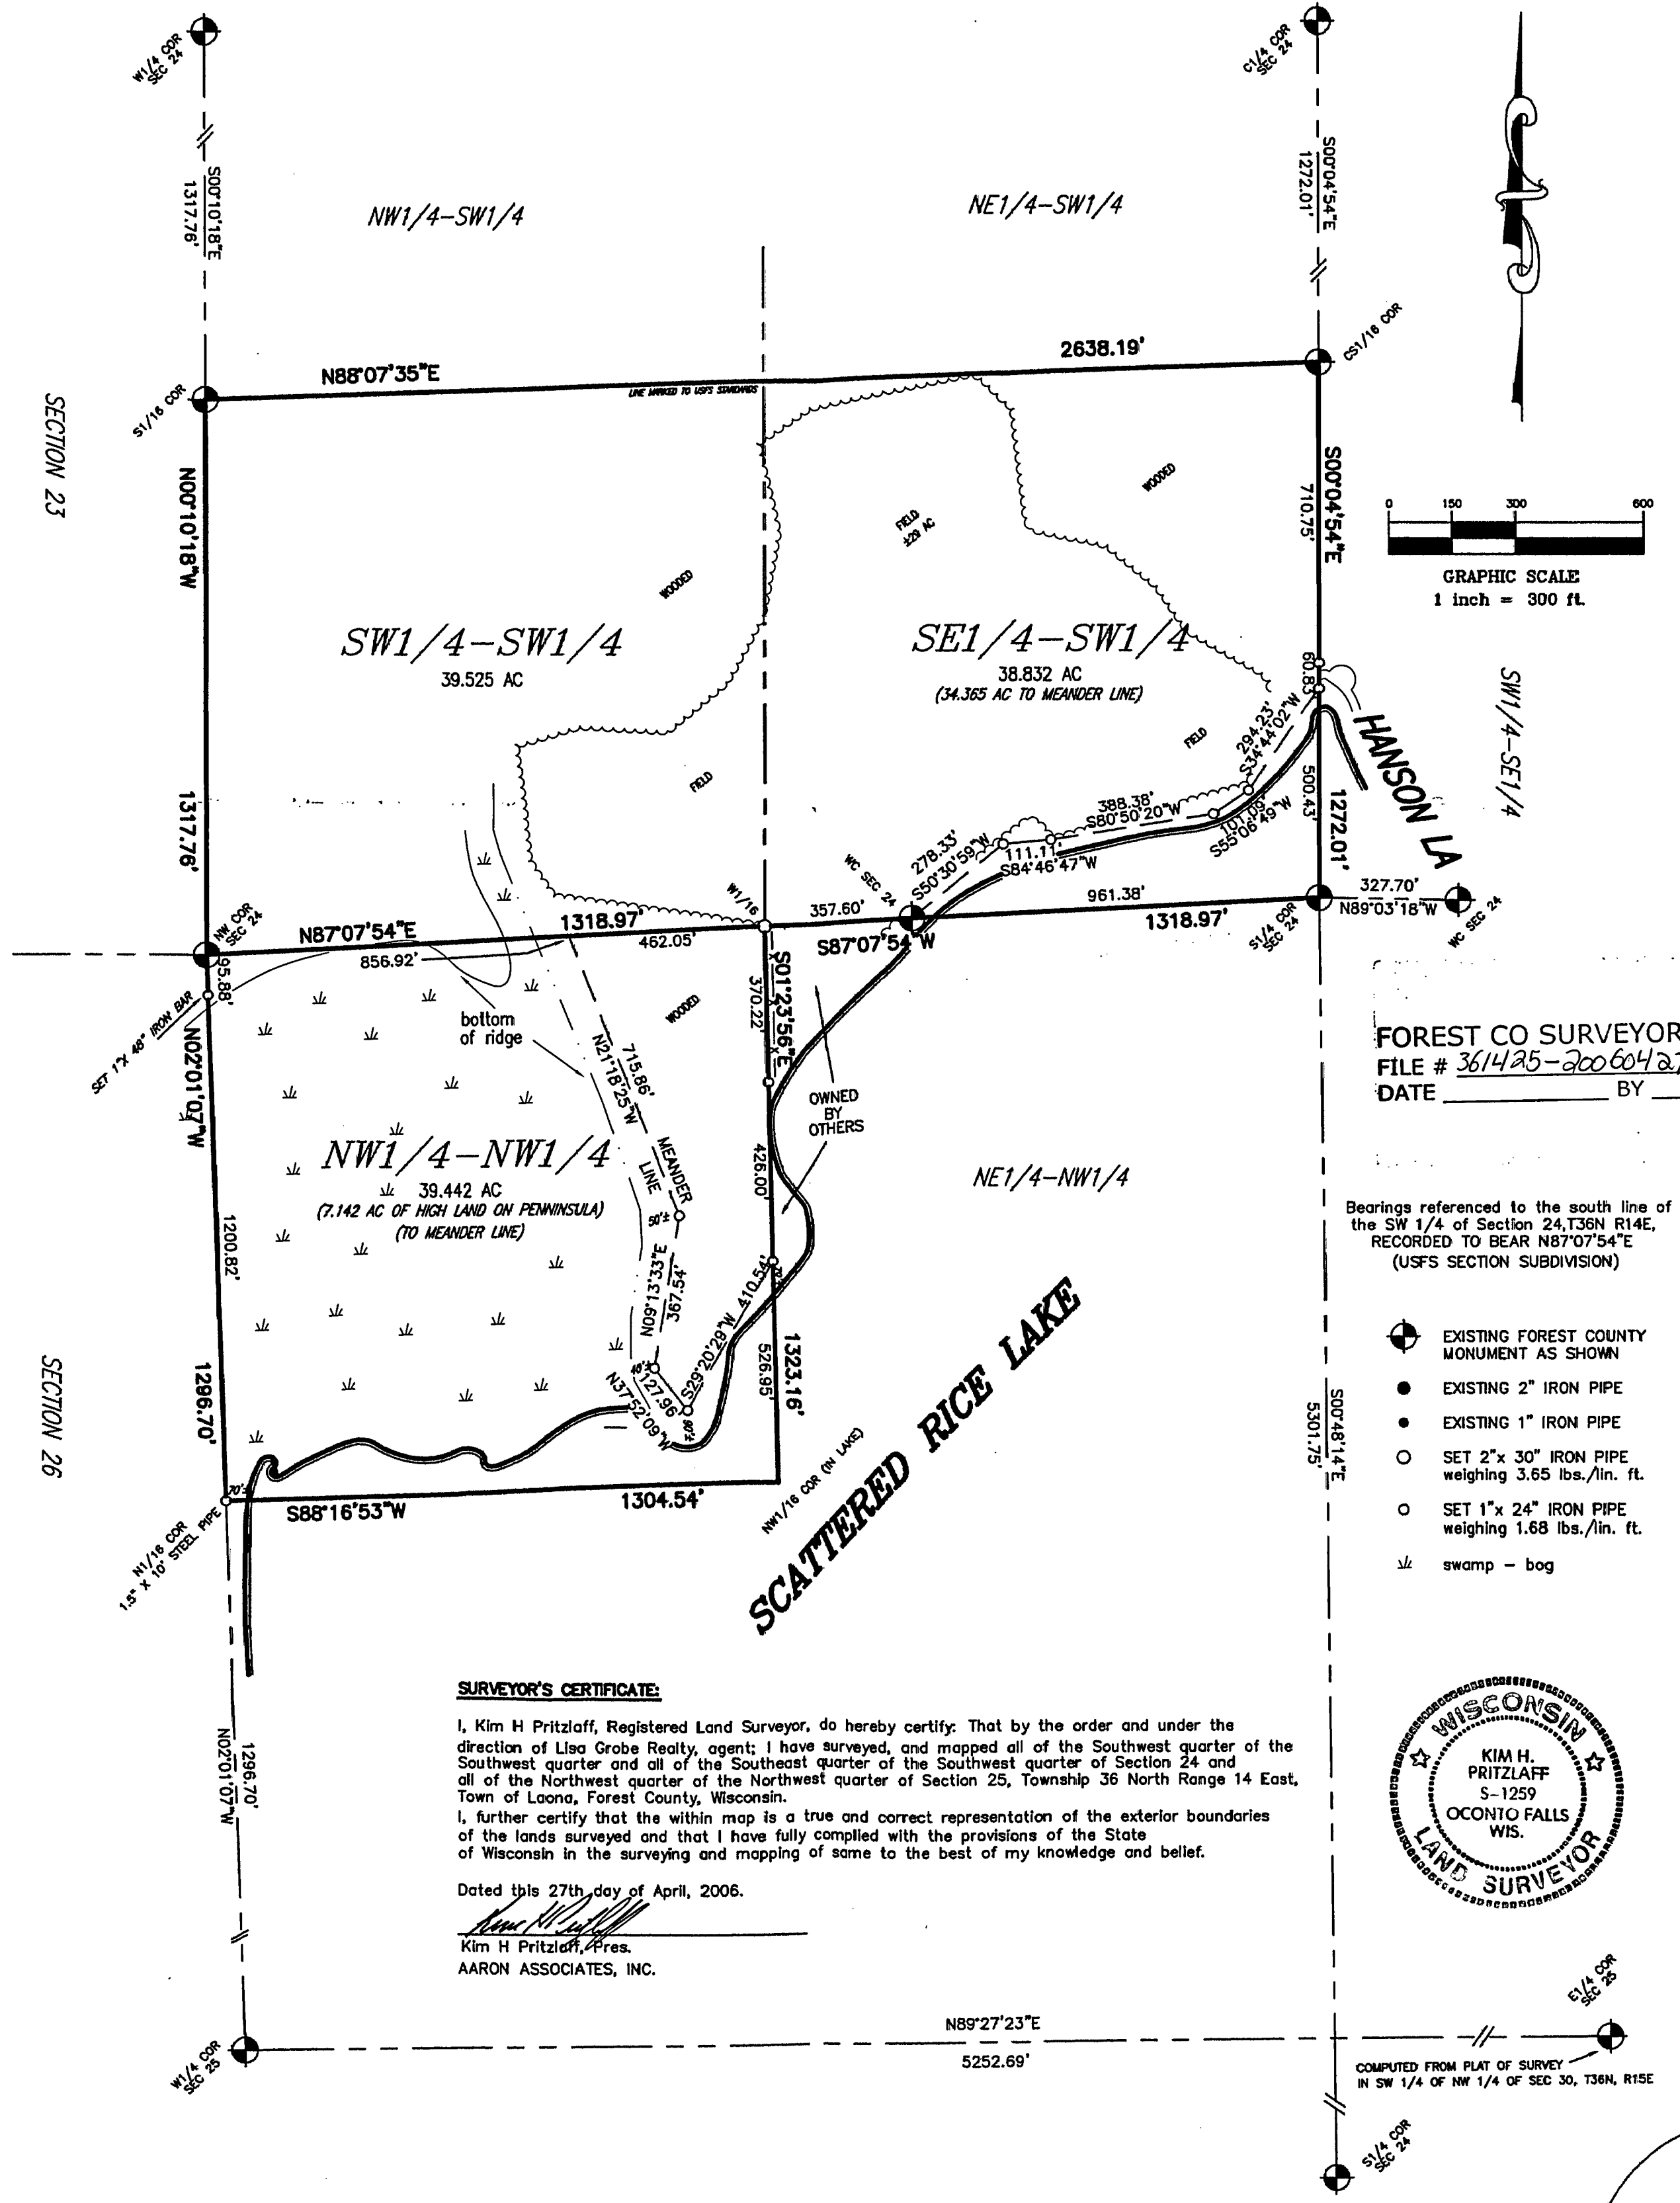 W1/4 COR
SEC 24
C1/4 COR
SEC 24
S00°10'18"E
1317.76'
S00°04'54"E
1272.01'
NW1/4-SW1/4
NE1/4-SW1/4
CS1/16 COR
2638.19'
N88°07'35"E
LINE MARKED TO USFS STANDARDS
S1/16 COR
SECTION 23
N00°10'18"W
1317.76'
S00°04'54"E
710.75'
WOODED
FIELD
±29 AC
WOODED
0 150 300 600
GRAPHIC SCALE
1 inch = 300 ft.
SW1/4-SW1/4
39.525 AC
SE1/4-SW1/4
38.832 AC
(34.365 AC TO MEANDER LINE)
60.83
SW1/4-SE1/4
HANSON LA
FIELD
FIELD
294.23'
S34°44'02"W
500.43'
1272.01'
388.38'
S80°50'20"W
101.09'
S55°06'49"W
278.33'
S50°30'59"W
111.11'
S84°46'47"W
WC SEC 24
W1/16
357.60'
961.38'
S87°07'54"W
1318.97'
S1/4 COR
SEC 24
327.70'
N89°03'18"W
WC SEC 24
NW COR
SEC 24
N87°07'54"E
1318.97'
856.92'
462.05'
95.88'
SET 1"X 48" IRON BAR
N02°01'07"W
1200.82'
1296.70'
bottom
of ridge
WOODED
S01°23'56"E
370.22'
715.86'
N21°18'25"W
MEANDER
LINE
OWNED
BY
OTHERS
426.00'
FOREST CO SURVEYOR
FILE # 361425-20060427
DATE BY
NW1/4-NW1/4
39.442 AC
(7.142 AC OF HIGH LAND ON PENNINSULA)
(TO MEANDER LINE)
NE1/4-NW1/4
Bearings referenced to the south line of
the SW 1/4 of Section 24,T36N R14E,
RECORDED TO BEAR N87°07'54"E
(USFS SECTION SUBDIVISION)
50'±
N09°13'33"E
367.54'
410.54'
S29°20'29"W
127.96
N37°52'09"W
526.95'
1323.16'
SECTION 26
SCATTERED RICE LAKE
NW1/16 COR (IN LAKE)
S00°48'14"E
5301.75'
EXISTING FOREST COUNTY
MONUMENT AS SHOWN
EXISTING 2" IRON PIPE
EXISTING 1" IRON PIPE
SET 2"x 30" IRON PIPE
weighing 3.65 lbs./lin. ft.
SET 1"x 24" IRON PIPE
weighing 1.68 lbs./lin. ft.
swamp - bog
70'±
S88°16'53"W
1304.54'
N1/16 COR
1.5" X 10' STEEL PIPE
1296.70'
N02°01'07"W
SURVEYOR'S CERTIFICATE:
I, Kim H Pritzlaff, Registered Land Surveyor, do hereby certify: That by the order and under the
direction of Lisa Grobe Realty, agent; I have surveyed, and mapped all of the Southwest quarter of the
Southwest quarter and all of the Southeast quarter of the Southwest quarter of Section 24 and
all of the Northwest quarter of the Northwest quarter of Section 25, Township 36 North Range 14 East,
Town of Laona, Forest County, Wisconsin.
I, further certify that the within map is a true and correct representation of the exterior boundaries
of the lands surveyed and that I have fully complied with the provisions of the State
of Wisconsin in the surveying and mapping of same to the best of my knowledge and belief.
Dated this 27th day of April, 2006.
Kim H Pritzlaff, Pres.
AARON ASSOCIATES, INC.
WISCONSIN
KIM H.
PRITZLAFF
S-1259
OCONTO FALLS
WIS.
LAND SURVEYOR
W1/4 COR
SEC 25
N89°27'23"E
5252.69'
E1/4 COR
SEC 25
COMPUTED FROM PLAT OF SURVEY
IN SW 1/4 OF NW 1/4 OF SEC 30, T36N, R15E
S1/4 COR
SEC 24